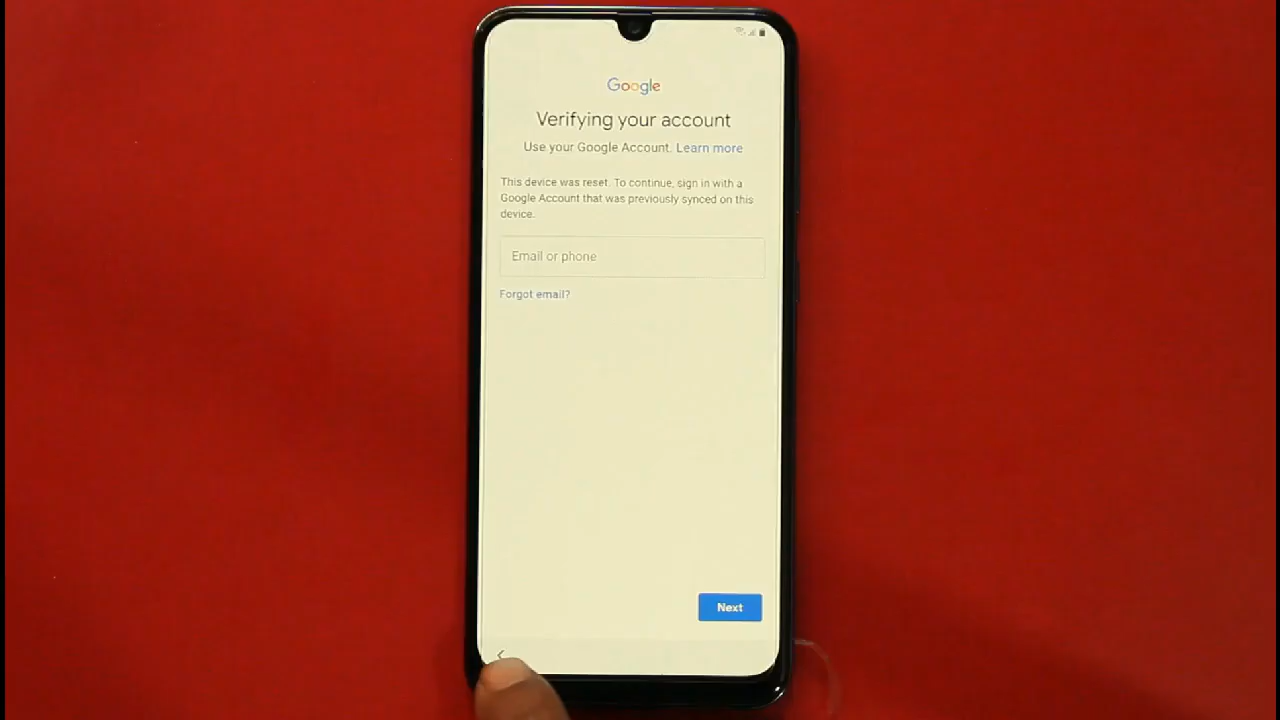 Google
Verifying your account
Use your Google Account. Learn more
This device was reset. To continue, sign in with a
Google Account that was previously synced on this
device.
Email or phone
Forgot email?
Next